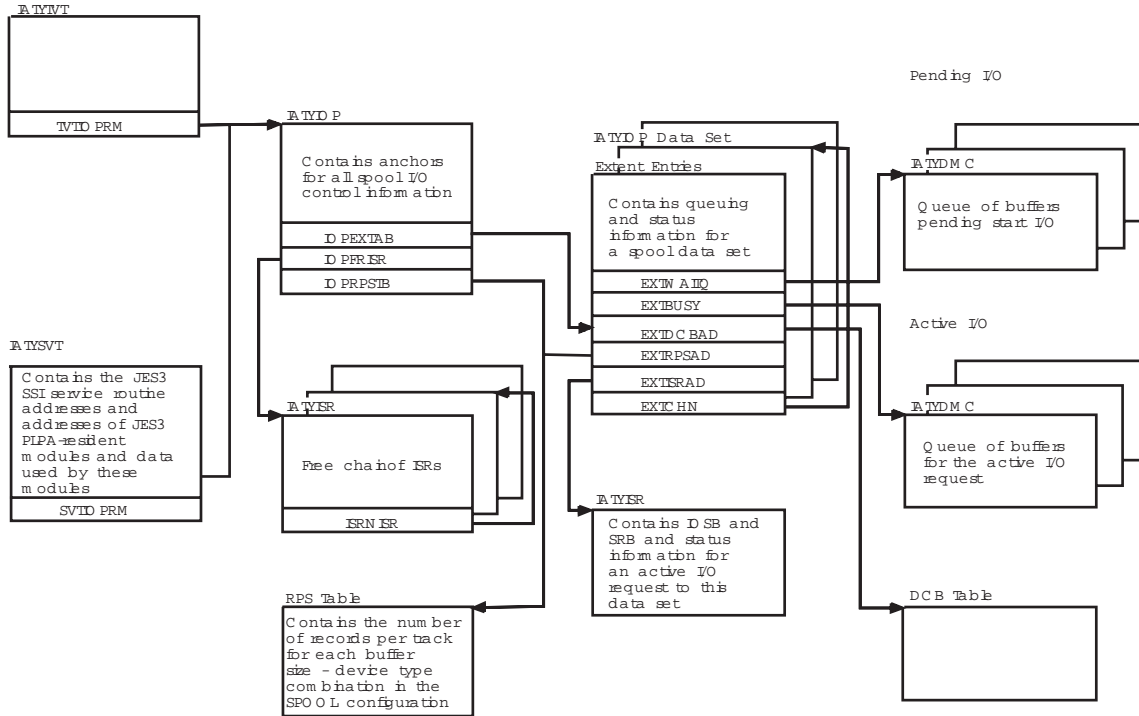 IATYTVT
TVTIOPRM
IATYSVT
Contains the JES3
SSI service routine
addresses and
addresses of JES3
PLPA-resident
modules and data
used by these
modules
SVTIOPRM
IATYIOP
Contains anchors
for all spool I/O
control information
IOPEXTAB
IOPFRISR
IOPRPSTB
IATYISR
Free chain of ISRs
ISRNISR
RPS Table
Contains the number
of records per track
for each buffer
size - device type
combination in the
SPOOL configuration
IATYIOP Data Set
Extent Entries
Contains queuing
and status
information for
a spool data set
EXTWAITQ
EXTBUSY
EXTDCBAD
EXTRPSAD
EXTISRAD
EXTCHN
IATYISR
Contains IOSB and
SRB and status
information for
an active I/O
request to this
data set
Pending I/O
IATYDMC
Queue of buffers
pending start I/O
Active I/O
IATYDMC
Queue of buffers
for the active I/O
request
DCB Table